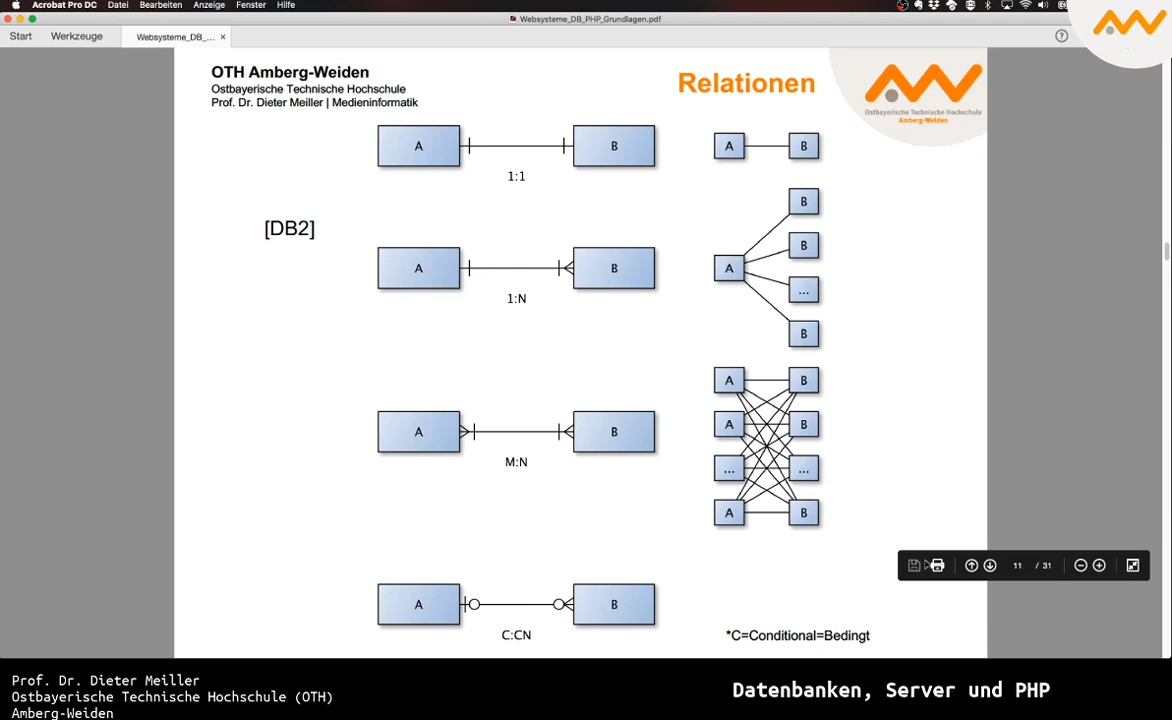 Acrobat Pro DC Datei Bearbeiten Anzeige Fenster Hilfe
Websysteme_DB_PHP_Grundlagen.pdf
Start Werkzeuge Websysteme_DB_... ×
OTH Amberg-Weiden
Ostbayerische Technische Hochschule
Prof. Dr. Dieter Meiller | Medieninformatik
Relationen
Ostbayerische Technische Hochschule
Amberg-Weiden
A B A B
1:1
B
[DB2]
B
A B A
...
1:N
B
A B
A B A B
M:N
... ...
A B
11 / 31
A B
C:CN *C=Conditional=Bedingt
Prof. Dr. Dieter Meiller
Ostbayerische Technische Hochschule (OTH)
Amberg-Weiden
Datenbanken, Server und PHP